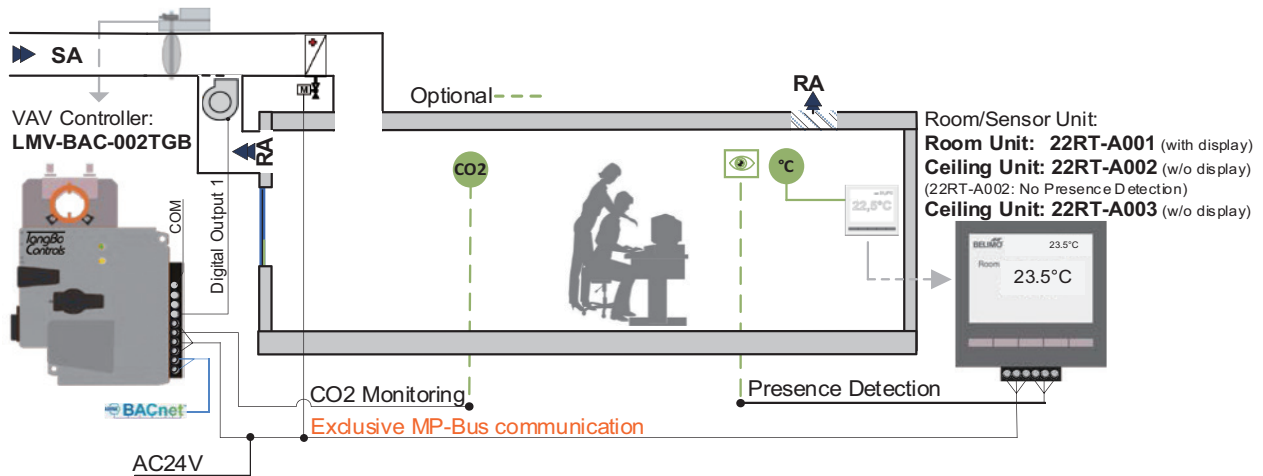 SA
M
Optional
RA
RA
VAV Controller:
LMV-BAC-002TGB
COM
Digital Output 1
TongBo
Controls
CO2
°C
22,5°C
Room/Sensor Unit:
Room Unit: 22RT-A001 (with display)
Ceiling Unit: 22RT-A002 (w/o display)
(22RT-A002: No Presence Detection)
Ceiling Unit: 22RT-A003 (w/o display)
BELIMO
23.5°C
Room
23.5°C
BACnet
CO2 Monitoring
Presence Detection
Exclusive MP-Bus communication
AC24V